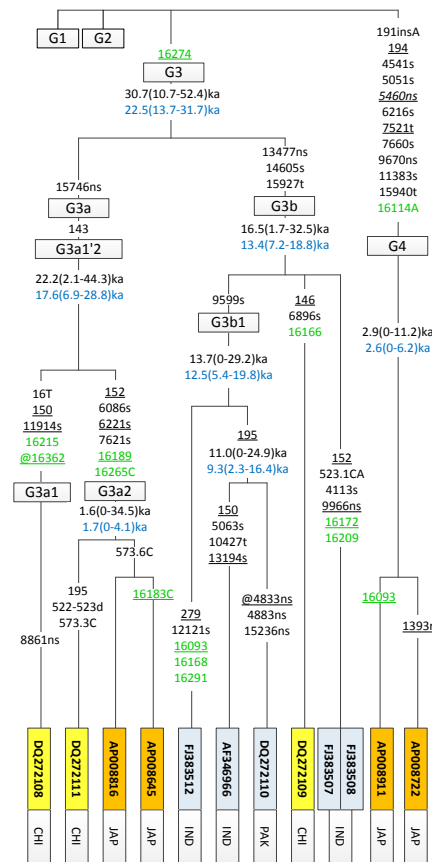 G1
G2
16274
G3
30.7(10.7-52.4)ka
22.5(13.7-31.7)ka
191insA
194
4541s
5051s
5460ns
6216s
7521t
7660s
9670ns
11383s
15940t
16114A
G4
2.9(0-11.2)ka
2.6(0-6.2)ka
15746ns
G3a
143
G3a1'2
22.2(2.1-44.3)ka
17.6(6.9-28.8)ka
13477ns
14605s
15927t
G3b
16.5(1.7-32.5)ka
13.4(7.2-18.8)ka
9599s
G3b1
13.7(0-29.2)ka
12.5(5.4-19.8)ka
146
6896s
16166
16T
150
11914s
16215
@16362
G3a1
152
6086s
6221s
7621s
16189
16265C
G3a2
1.6(0-34.5)ka
1.7(0-4.1)ka
195
11.0(0-24.9)ka
9.3(2.3-16.4)ka
152
523.1CA
4113s
9966ns
16172
16209
150
5063s
10427t
13194s
573.6C
195
522-523d
573.3C
16183C
8861ns
279
12121s
16093
16168
16291
@4833ns
4883ns
15236ns
16093
1393ns
DQ272108
DQ272111
AP008816
AP008645
FJ383512
AF346966
DQ272110
DQ272109
FJ383507
FJ383508
AP008911
AP008722
CHI
CHI
JAP
JAP
IND
IND
PAK
CHI
IND
JAP
JAP